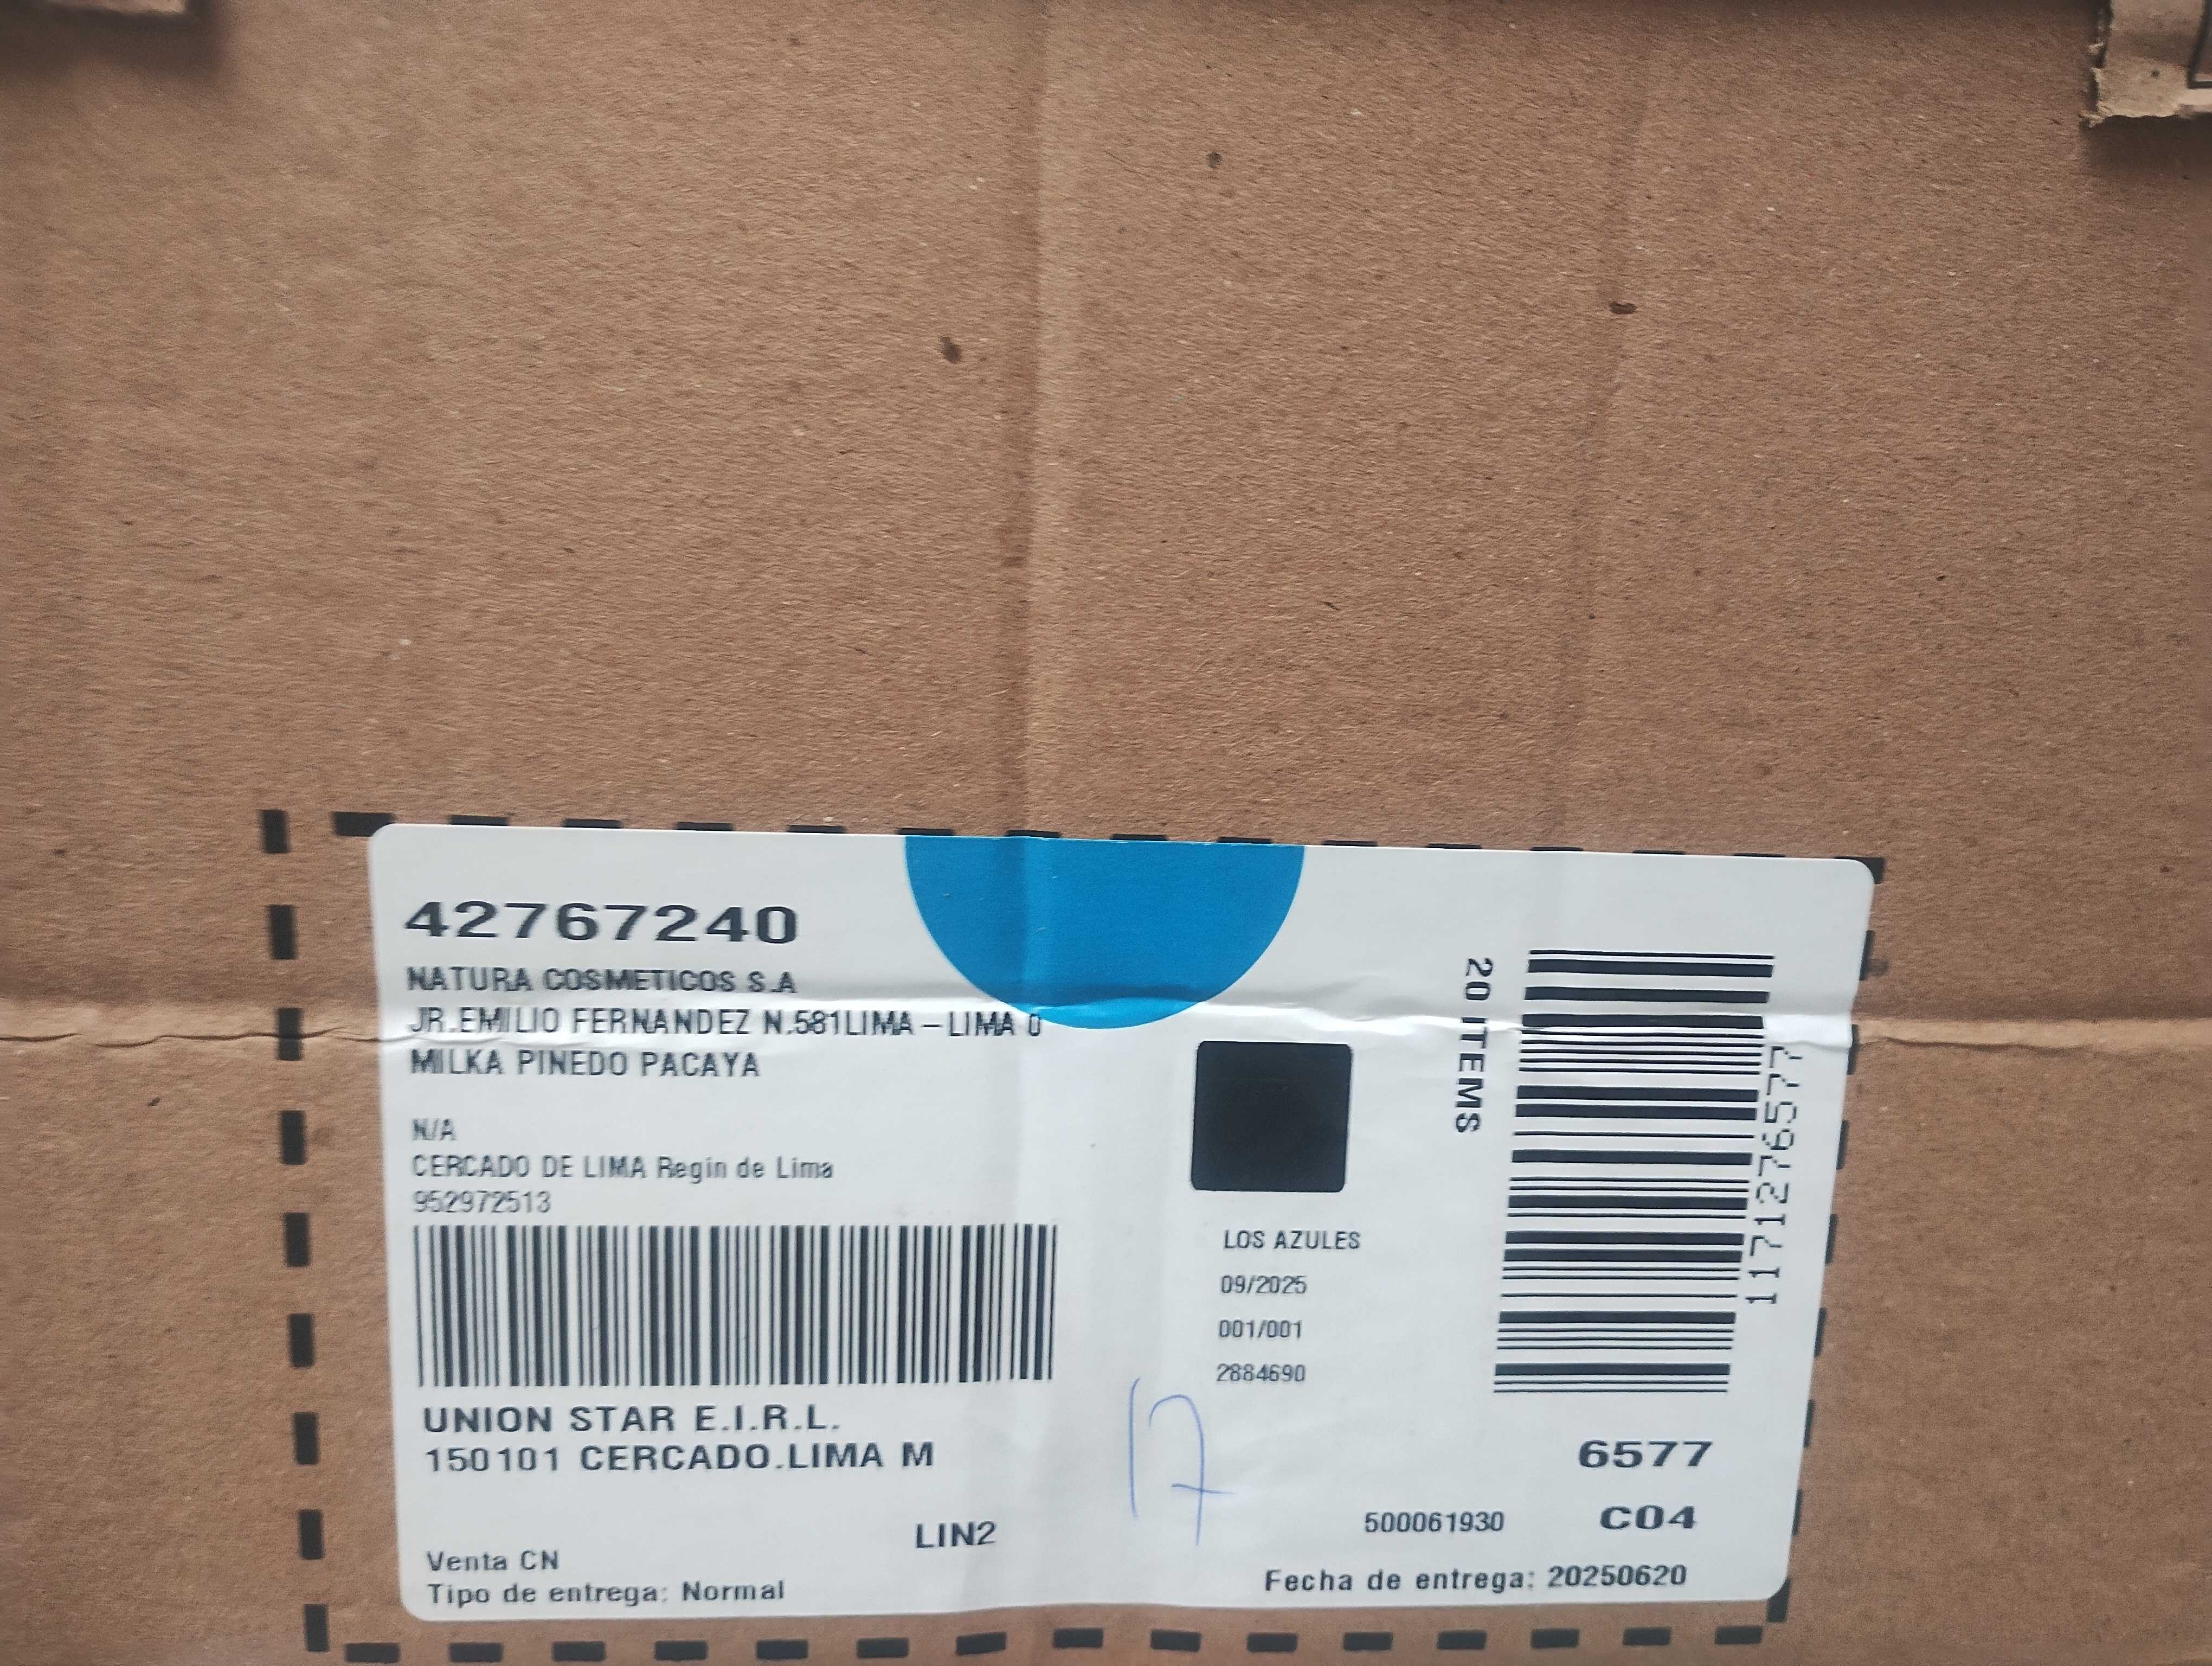 42767240
NATURA COSMETICOS S.A
JR.EMILIO FERNANDEZ N.581LIMA – LIMA 0
MILKA PINEDO PACAYA
N/A
CERCADO DE LIMA Regin de Lima
952972513
UNION STAR E.I.R.L.
150101 CERCADO.LIMA M
LIN2
Venta CN
Tipo de entrega: Normal
LOS AZULES
09/2025
001/001
2884690
17
20 ITEMS
1171276577
6577
500061930 C04
Fecha de entrega: 20250620